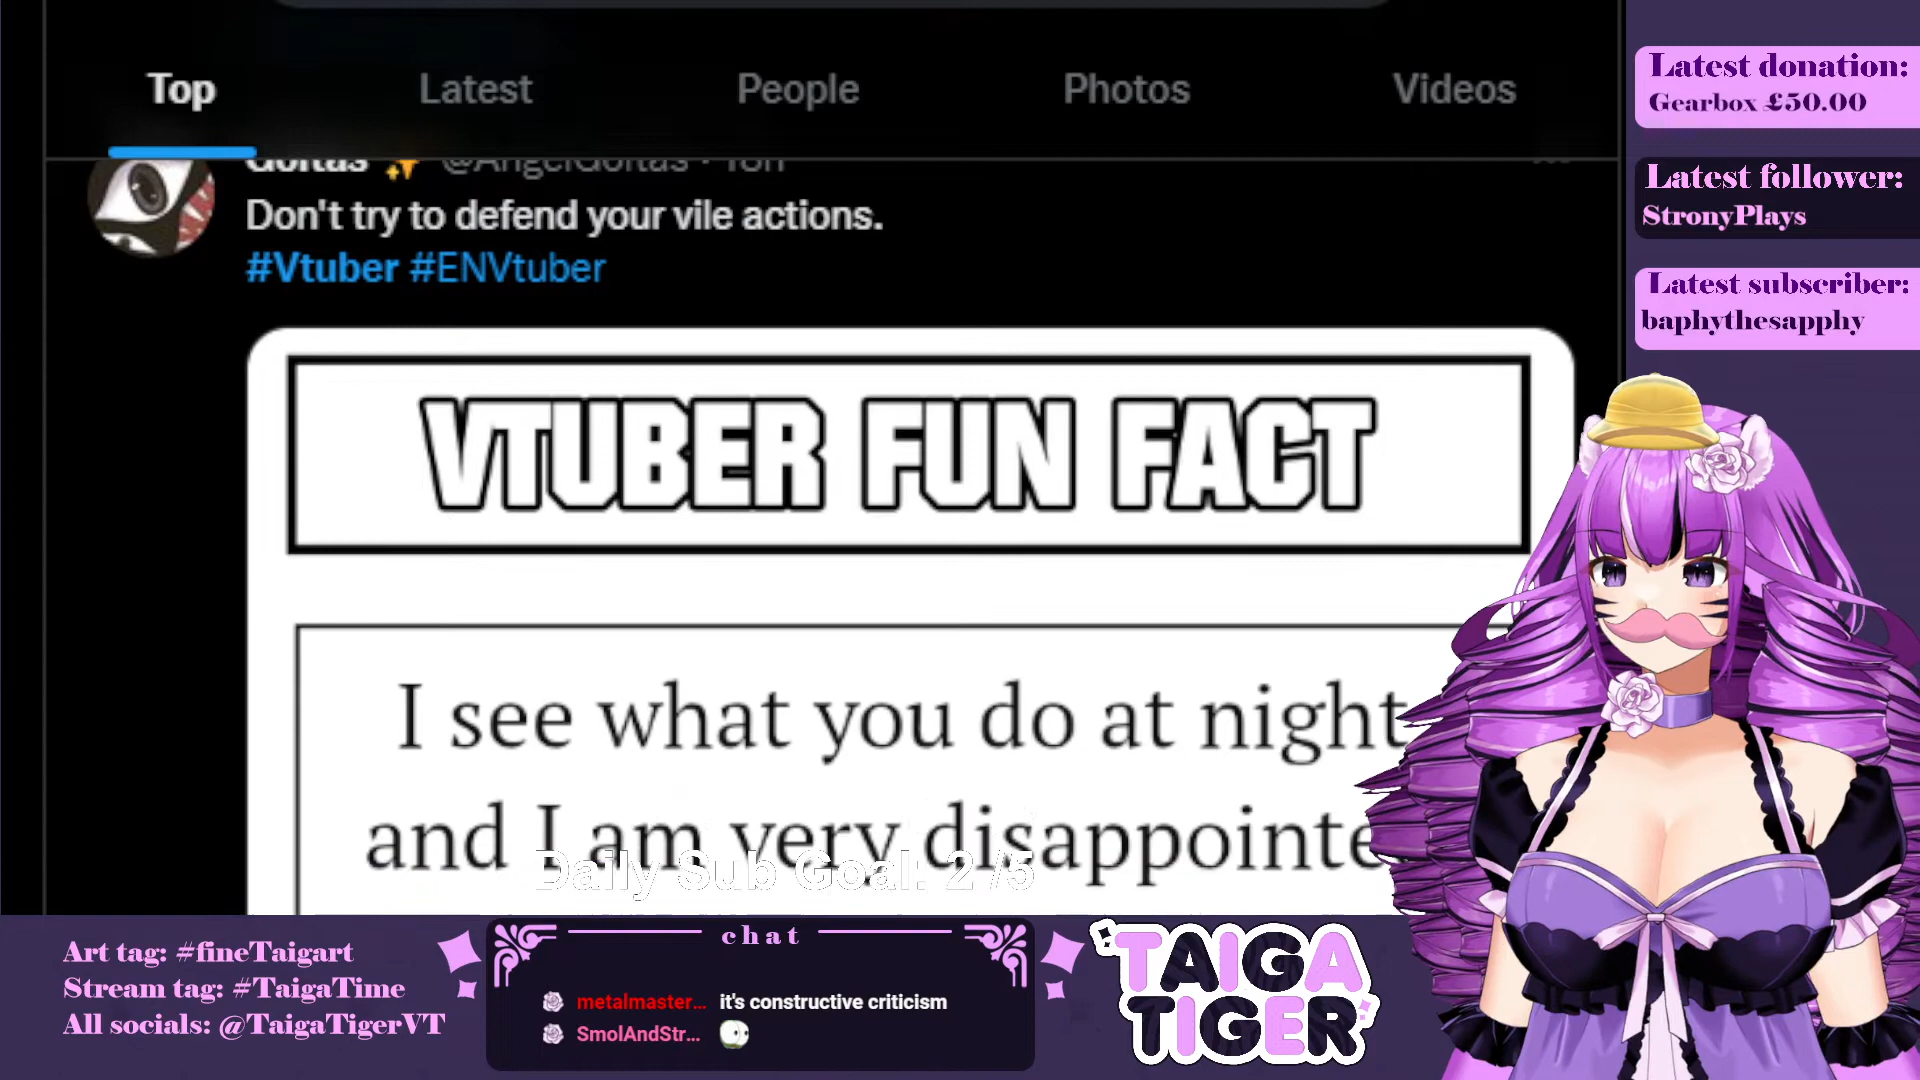 Top Latest People Photos Videos
Goitas @AngelGoitas · 18h
Don't try to defend your vile actions.
#Vtuber #ENVtuber
VTUBER FUN FACT
I see what you do at night
and I am very disappointe
Daily Sub Goal: 2 /5
Latest donation:
Gearbox £50.00
Latest follower:
StronyPlays
Latest subscriber:
baphythesapphy
Art tag: #fineTaigart
Stream tag: #TaigaTime
All socials: @TaigaTigerVT
chat
metalmaster... it's constructive criticism
SmolAndStr...
TAIGA
TIGER